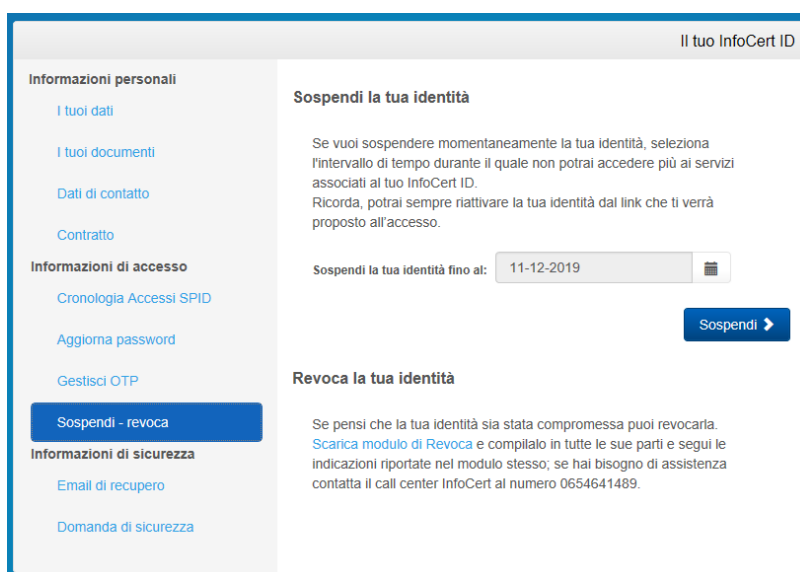 Il tuo InfoCert ID
Informazioni personali
I tuoi dati
I tuoi documenti
Dati di contatto
Contratto
Informazioni di accesso
Cronologia Accessi SPID
Aggiorna password
Gestisci OTP
Sospendi - revoca
Informazioni di sicurezza
Email di recupero
Domanda di sicurezza
Sospendi la tua identità
Se vuoi sospendere momentaneamente la tua identità, seleziona
l'intervallo di tempo durante il quale non potrai accedere più ai servizi
associati al tuo InfoCert ID.
Ricorda, potrai sempre riattivare la tua identità dal link che ti verrà
proposto all'accesso.
Sospendi la tua identità fino al: 11-12-2019
Sospendi
Revoca la tua identità
Se pensi che la tua identità sia stata compromessa puoi revocarla.
Scarica modulo di Revoca e compilalo in tutte le sue parti e segui le
indicazioni riportate nel modulo stesso; se hai bisogno di assistenza
contatta il call center InfoCert al numero 0654641489.